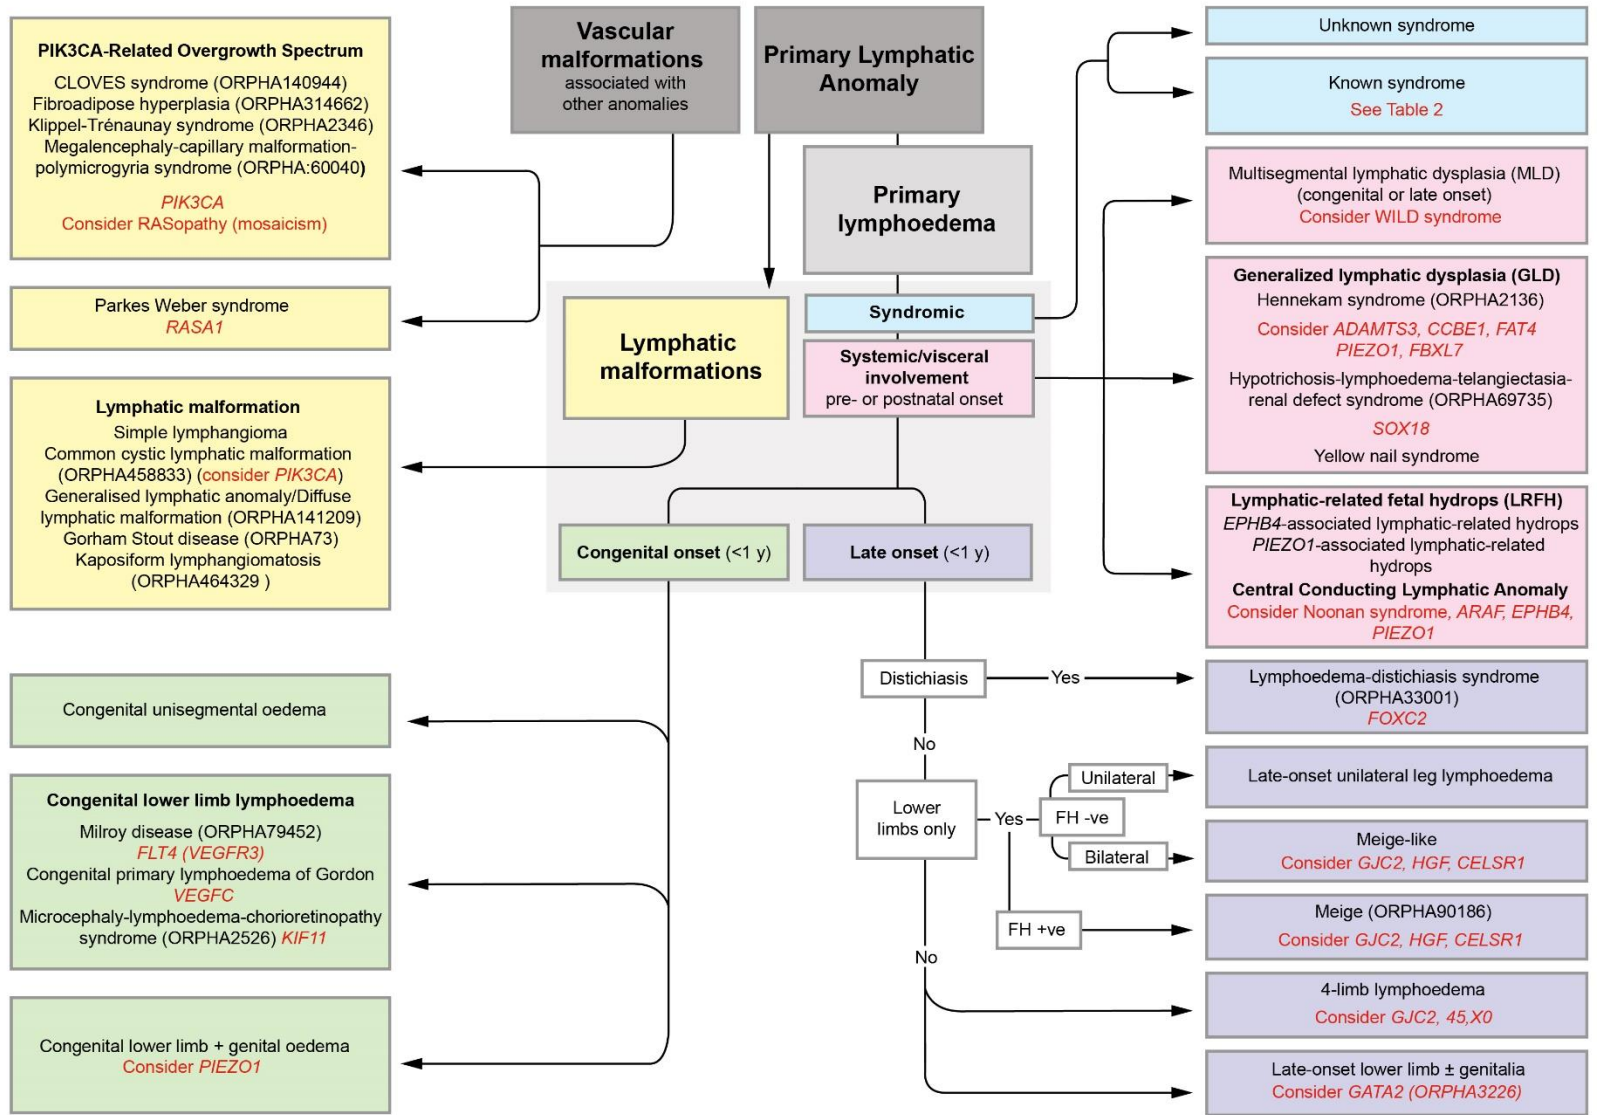 PIK3CA-Related Overgrowth Spectrum
CLOVES syndrome (ORPHA140944)
Fibroadipose hyperplasia (ORPHA314662)
Klippel-Trénaunay syndrome (ORPHA2346)
Megalencephaly-capillary malformation-
polymicrogyria syndrome (ORPHA:60040)
PIK3CA
Consider RASopathy (mosaicism)
Parkes Weber syndrome
RASA1
Lymphatic malformation
Simple lymphangioma
Common cystic lymphatic malformation
(ORPHA458833) (consider PIK3CA)
Generalised lymphatic anomaly/Diffuse
lymphatic malformation (ORPHA141209)
Gorham Stout disease (ORPHA73)
Kaposiform lymphangiomatosis
(ORPHA464329 )
Congenital unisegmental oedema
Congenital lower limb lymphoedema
Milroy disease (ORPHA79452)
FLT4 (VEGFR3)
Congenital primary lymphoedema of Gordon
VEGFC
Microcephaly-lymphoedema-chorioretinopathy
syndrome (ORPHA2526) KIF11
Congenital lower limb + genital oedema
Consider PIEZO1
Vascular
malformations
associated with
other anomalies
Primary Lymphatic
Anomaly
Primary
lymphoedema
Lymphatic
malformations
Syndromic
Systemic/visceral
involvement
pre- or postnatal onset
Congenital onset (<1 y)
Late onset (<1 y)
Distichiasis
Yes
No
Lower
limbs only
Yes
FH -ve
Unilateral
Bilateral
FH +ve
No
Unknown syndrome
Known syndrome
See Table 2
Multisegmental lymphatic dysplasia (MLD)
(congenital or late onset)
Consider WILD syndrome
Generalized lymphatic dysplasia (GLD)
Hennekam syndrome (ORPHA2136)
Consider ADAMTS3, CCBE1, FAT4
PIEZO1, FBXL7
Hypotrichosis-lymphoedema-telangiectasia-
renal defect syndrome (ORPHA69735)
SOX18
Yellow nail syndrome
Lymphatic-related fetal hydrops (LRFH)
EPHB4-associated lymphatic-related hydrops
PIEZO1-associated lymphatic-related
hydrops
Central Conducting Lymphatic Anomaly
Consider Noonan syndrome, ARAF, EPHB4,
PIEZO1
Lymphoedema-distichiasis syndrome
(ORPHA33001)
FOXC2
Late-onset unilateral leg lymphoedema
Meige-like
Consider GJC2, HGF, CELSR1
Meige (ORPHA90186)
Consider GJC2, HGF, CELSR1
4-limb lymphoedema
Consider GJC2, 45,X0
Late-onset lower limb ± genitalia
Consider GATA2 (ORPHA3226)